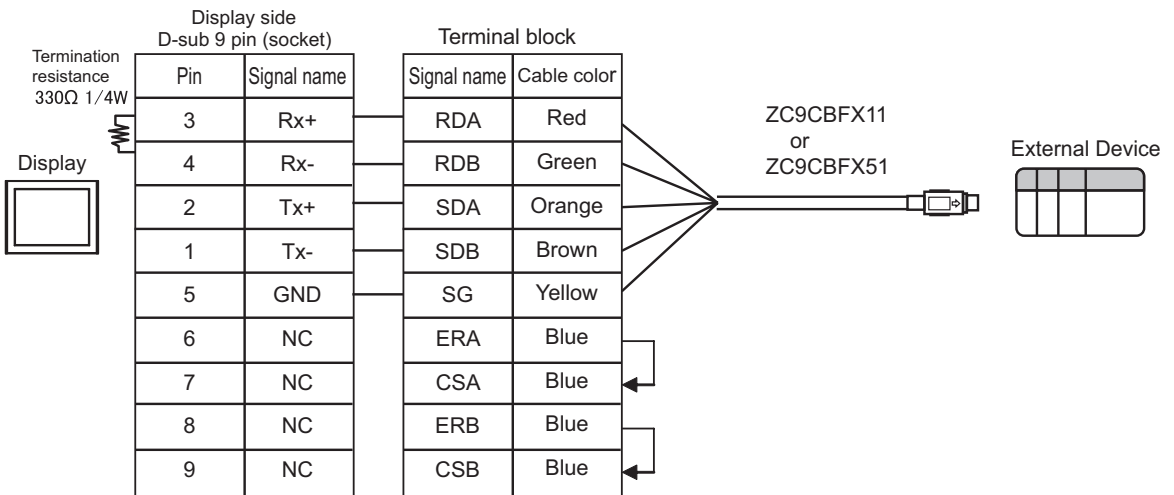 Display side
D-sub 9 pin (socket)
Terminal block
Termination
resistance
330Ω 1/4W
Pin Signal name Signal name Cable color
3 Rx+ RDA Red
4 Rx- RDB Green
2 Tx+ SDA Orange
1 Tx- SDB Brown
5 GND SG Yellow
6 NC ERA Blue
7 NC CSA Blue
8 NC ERB Blue
9 NC CSB Blue
Display
ZC9CBFX11
or
ZC9CBFX51
External Device